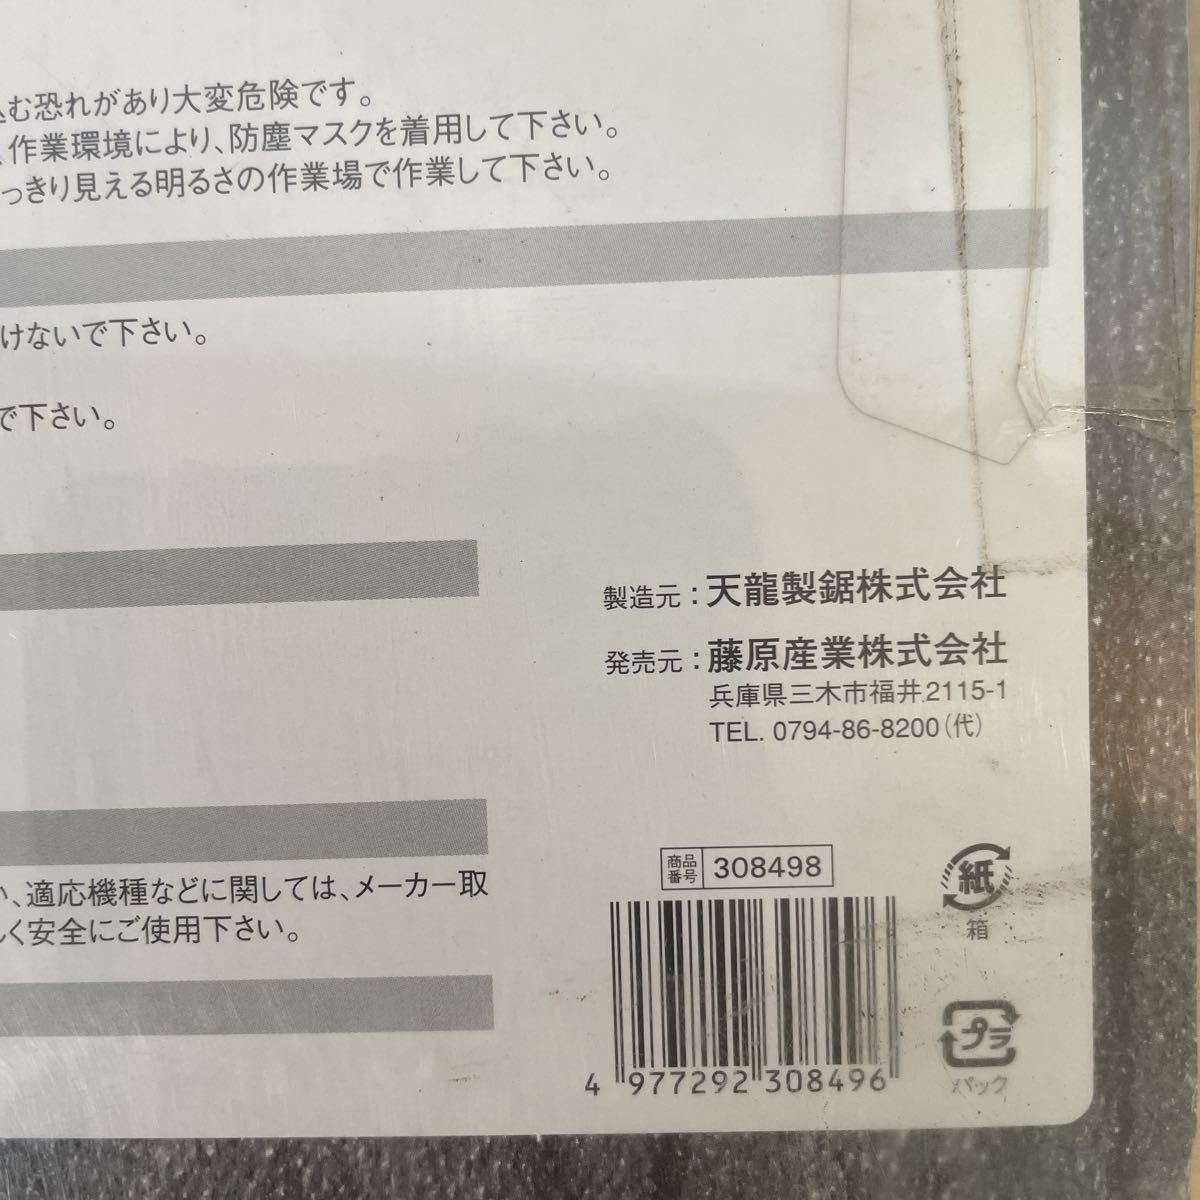 込む恐れがあり大変危険です。
、作業環境により、防塵マスクを着用して下さい。
っきり見える明るさの作業場で作業して下さい。
けないで下さい。
で下さい。
製造元：天龍製鋸株式会社
発売元：藤原産業株式会社
兵庫県三木市福井2115-1
TEL. 0794-86-8200（代）
い、適応機種などに関しては、メーカー取
しく安全にご使用下さい。
商品番号 308498
4 977292 308496
紙
箱
プラ
パック